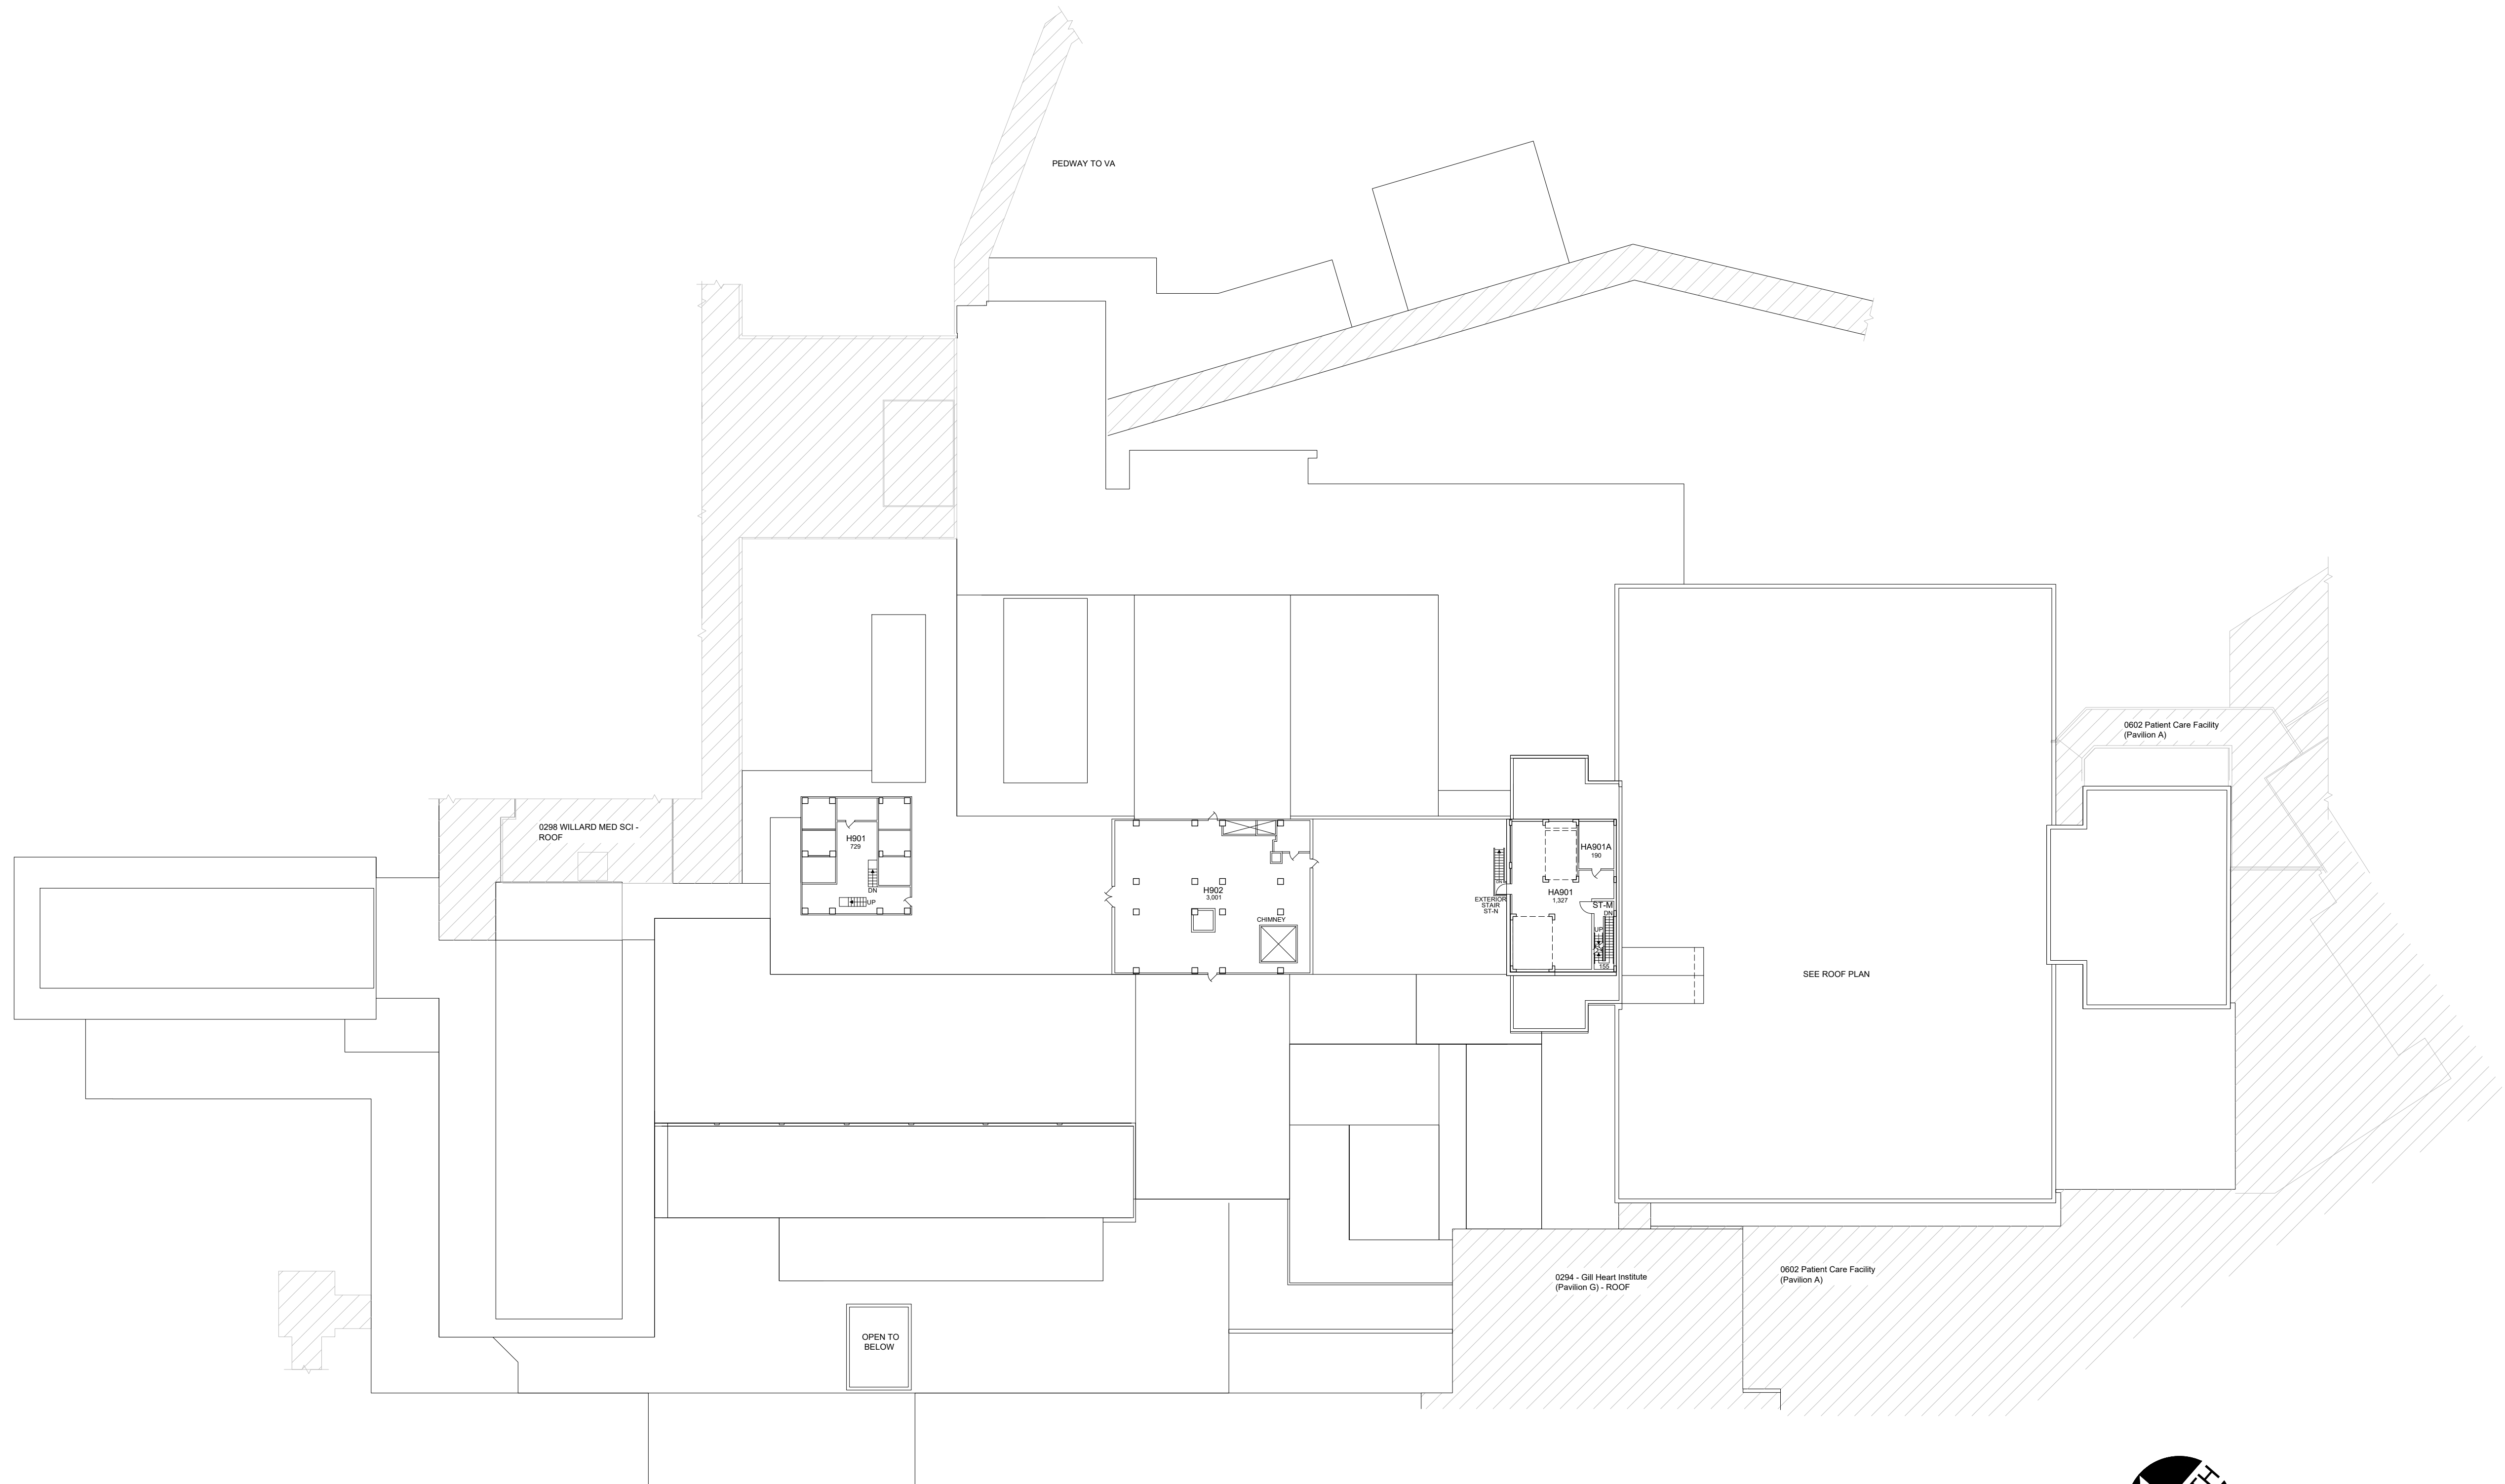 PEDWAY TO VA
0602 Patient Care Facility
(Pavilion A)
0298 WILLARD MED SCI -
ROOF
H901
729
DN
UP
H902
3,001
CHIMNEY
HA901A
190
HA901
1,327
EXTERIOR
STAIR
ST-N
ST-M
DN
UP
155
SEE ROOF PLAN
0294 - Gill Heart Institute
(Pavilion G) - ROOF
0602 Patient Care Facility
(Pavilion A)
OPEN TO
BELOW